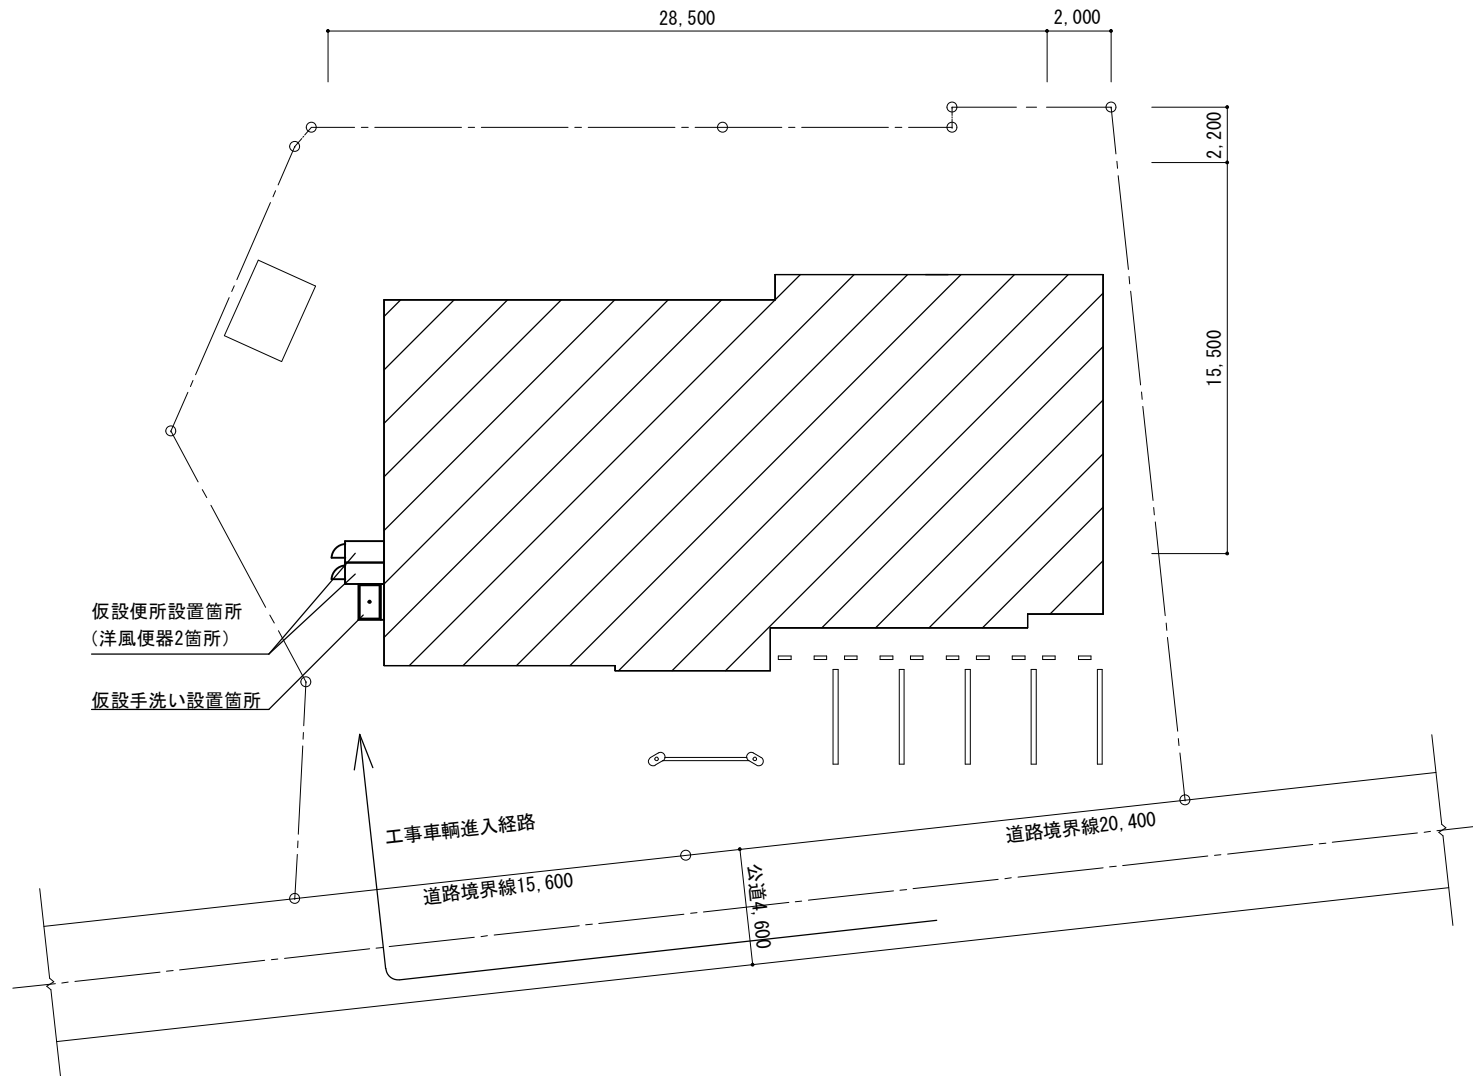 28,500
2,000
2,200
15,500
仮設便所設置箇所
(洋風便器2箇所)
仮設手洗い設置箇所
工事車輌進入経路
道路境界線20,400
道路境界線15,600
公道4,600